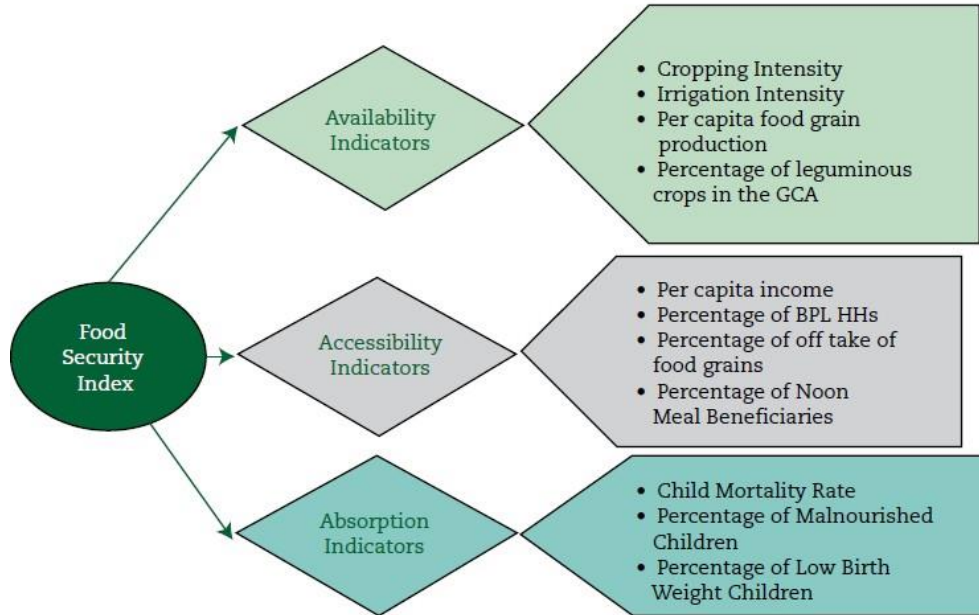 Food
Security
Index
Availability
Indicators
• Cropping Intensity
• Irrigation Intensity
• Per capita food grain
production
• Percentage of leguminous
crops in the GCA
Accessibility
Indicators
• Per capita income
• Percentage of BPL HHs
• Percentage of off take of
food grains
• Percentage of Noon
Meal Beneficiaries
Absorption
Indicators
• Child Mortality Rate
• Percentage of Malnourished
Children
• Percentage of Low Birth
Weight Children